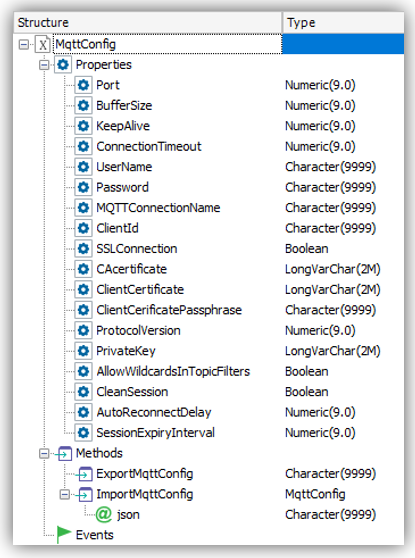 Structure Type
MqttConfig
Properties
Port Numeric(9.0)
BufferSize Numeric(9.0)
KeepAlive Numeric(9.0)
ConnectionTimeout Numeric(9.0)
UserName Character(9999)
Password Character(9999)
MQTTConnectionName Character(9999)
ClientId Character(9999)
SSLConnection Boolean
CAcertificate LongVarChar(2M)
ClientCertificate LongVarChar(2M)
ClientCerificatePassphrase Character(9999)
ProtocolVersion Numeric(9.0)
PrivateKey LongVarChar(2M)
AllowWildcardsInTopicFilters Boolean
CleanSession Boolean
AutoReconnectDelay Numeric(9.0)
SessionExpiryInterval Numeric(9.0)
Methods
ExportMqttConfig Character(9999)
ImportMqttConfig MqttConfig
json Character(9999)
Events